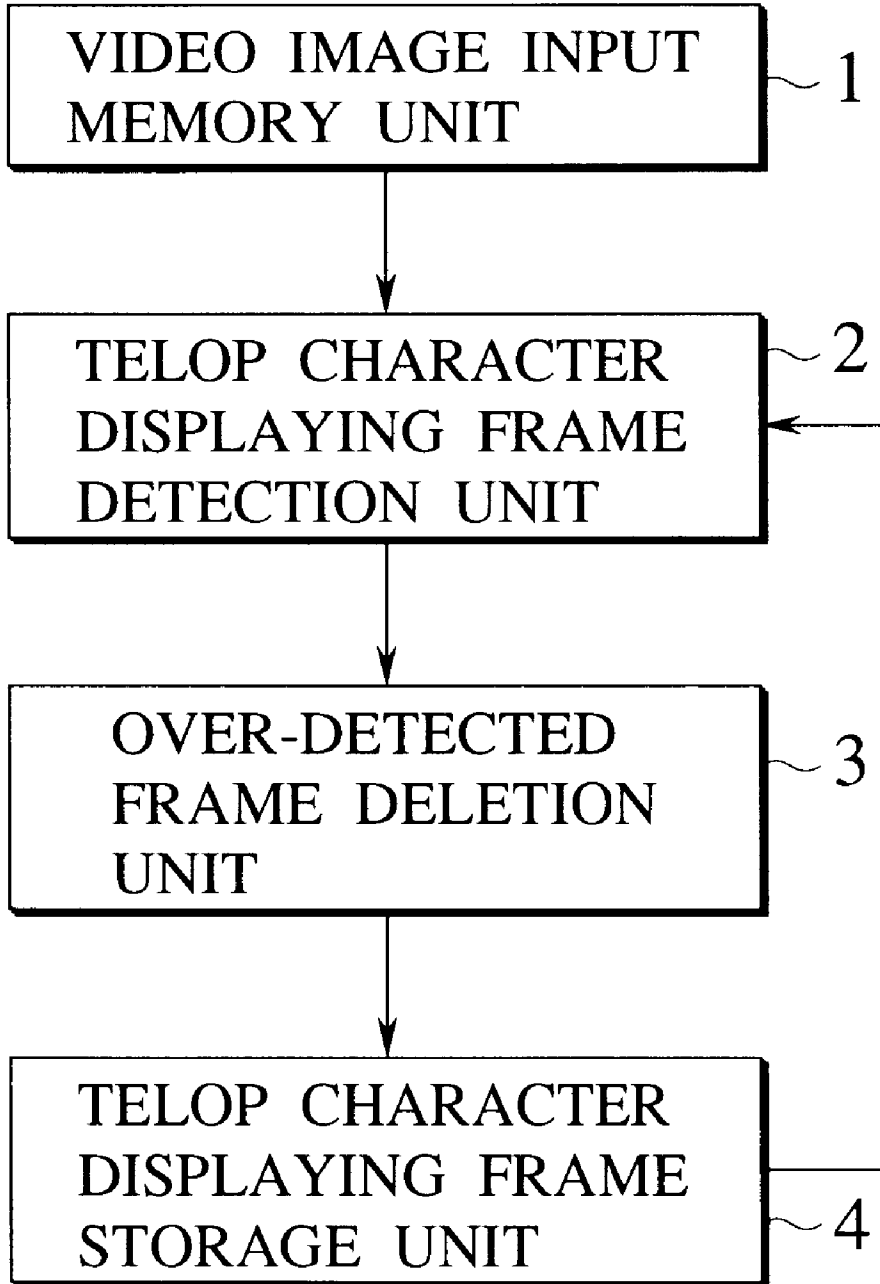 VIDEO IMAGE INPUT
MEMORY UNIT
1
TELOP CHARACTER
DISPLAYING FRAME
DETECTION UNIT
2
OVER-DETECTED
FRAME DELETION
UNIT
3
TELOP CHARACTER
DISPLAYING FRAME
STORAGE UNIT
4